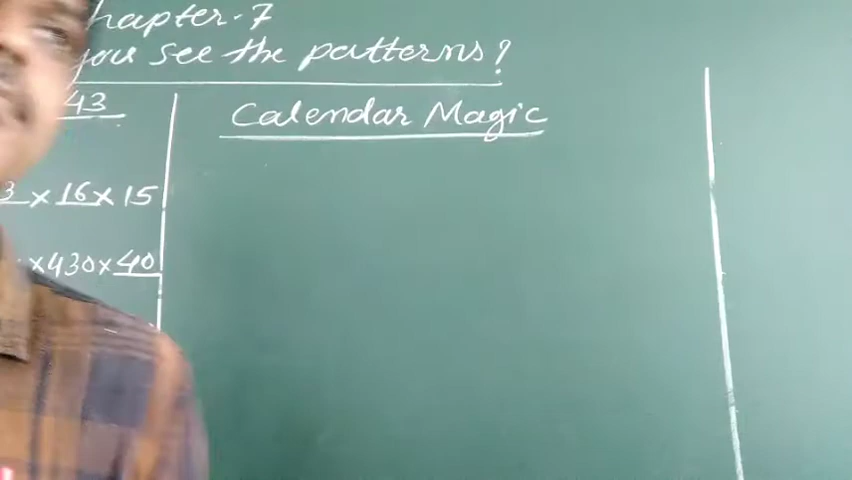 hapter-7
you see the patterns?
43
Calendar Magic
3 × 16 × 15
×430×40